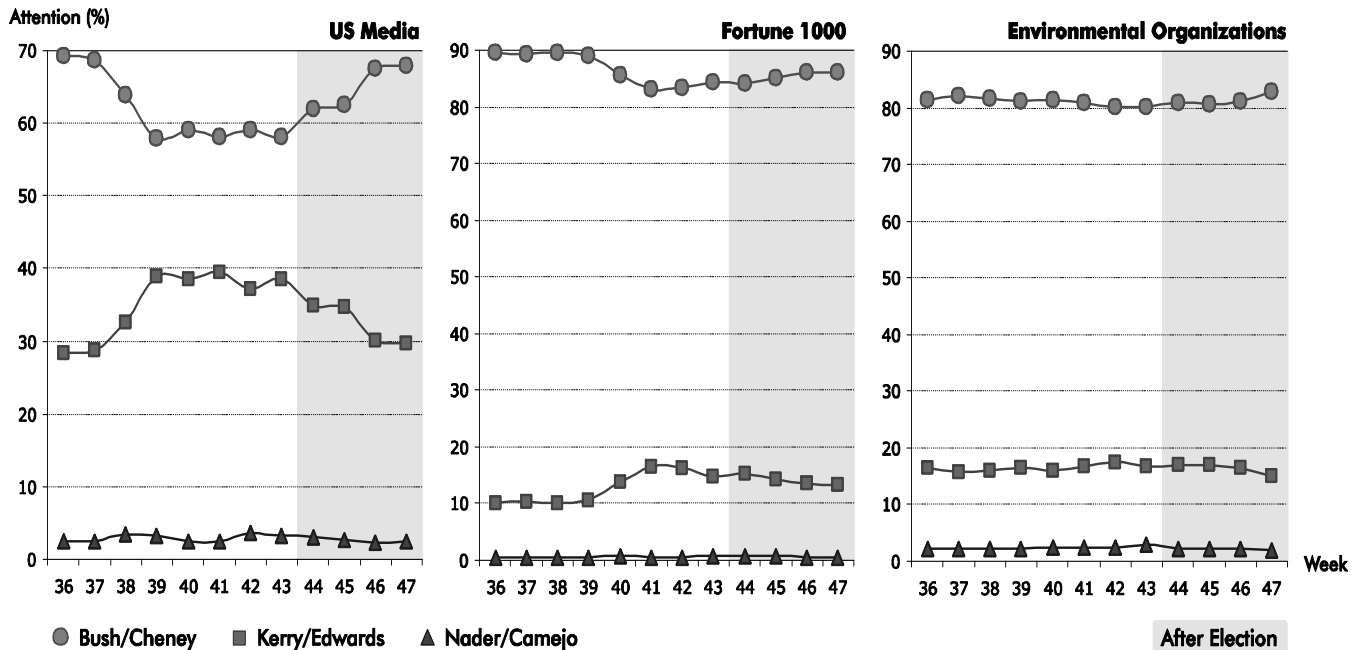 Attention (%)
US Media
Fortune 1000
Environmental Organizations
70
60
50
40
30
20
10
0
90
80
70
60
50
40
30
20
10
0
90
80
70
60
50
40
30
20
10
0
36 37 38 39 40 41 42 43 44 45 46 47
36 37 38 39 40 41 42 43 44 45 46 47
36 37 38 39 40 41 42 43 44 45 46 47
Week
Bush/Cheney
Kerry/Edwards
Nader/Camejo
After Election